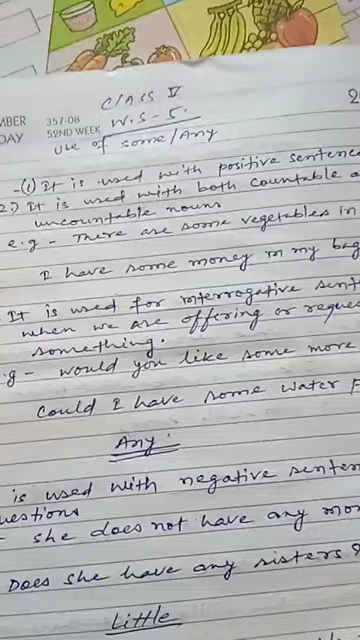 CLASS V
357-08
52ND WEEK
W.S - 5.
DAY
use of some/Any
(1) It is used with positive sentence
2.) It is used with both countable a
uncountable nouns
e.g - There are some vegetables in
I have some money in my bag
It is used for interrogative sent
when we are offering or reques
something.
g - would you like some more
Could I have some water F
Any :
is used with negative senten
uestions
- she does not have any mon
Does she have any sisters?
Little